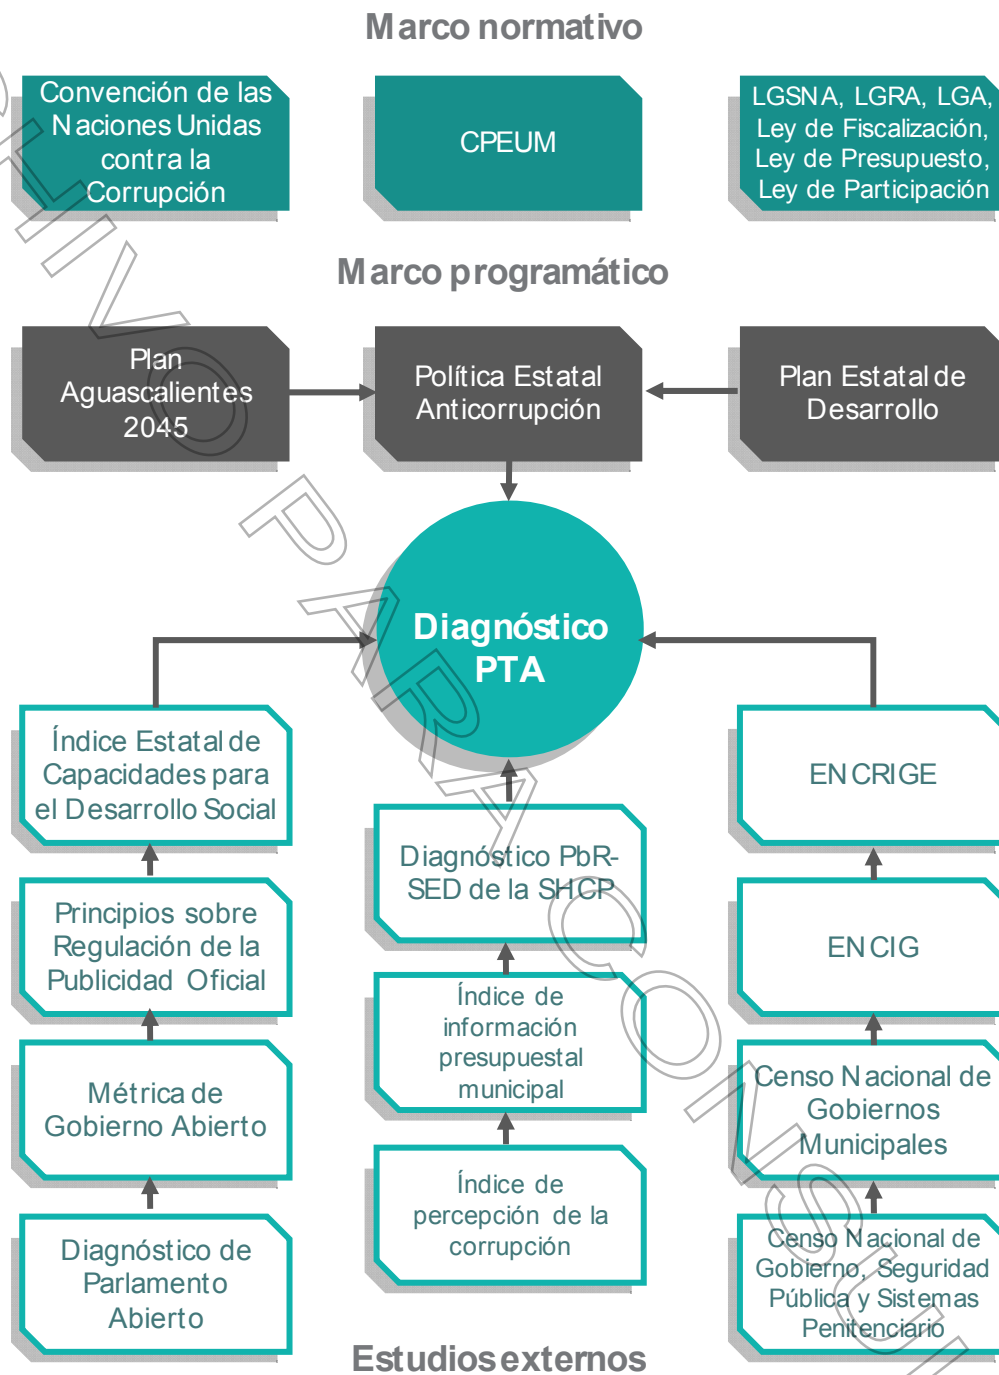 Marco normativo
Convención de las
Naciones Unidas
contra la
Corrupción
CPEUM
LGSNA, LGRA, LGA,
Ley de Fiscalización,
Ley de Presupuesto,
Ley de Participación
Marco programático
Plan
Aguascalientes
2045
Política Estatal
Anticorrupción
Plan Estatal de
Desarrollo
Diagnóstico
PTA
Índice Estatal de
Capacidades para
el Desarrollo Social
Principios sobre
Regulación de la
Publicidad Oficial
Métrica de
Gobierno Abierto
Diagnóstico de
Parlamento
Abierto
Diagnóstico PbR-
SED de la SHCP
Índice de
información
presupuestal
municipal
Índice de
percepción de la
corrupción
ENCRIGE
ENCIG
Censo Nacional de
Gobiernos
Municipales
Censo Nacional de
Gobierno, Seguridad
Pública y Sistemas
Penitenciario
Estudios externos
PARA CONSUL